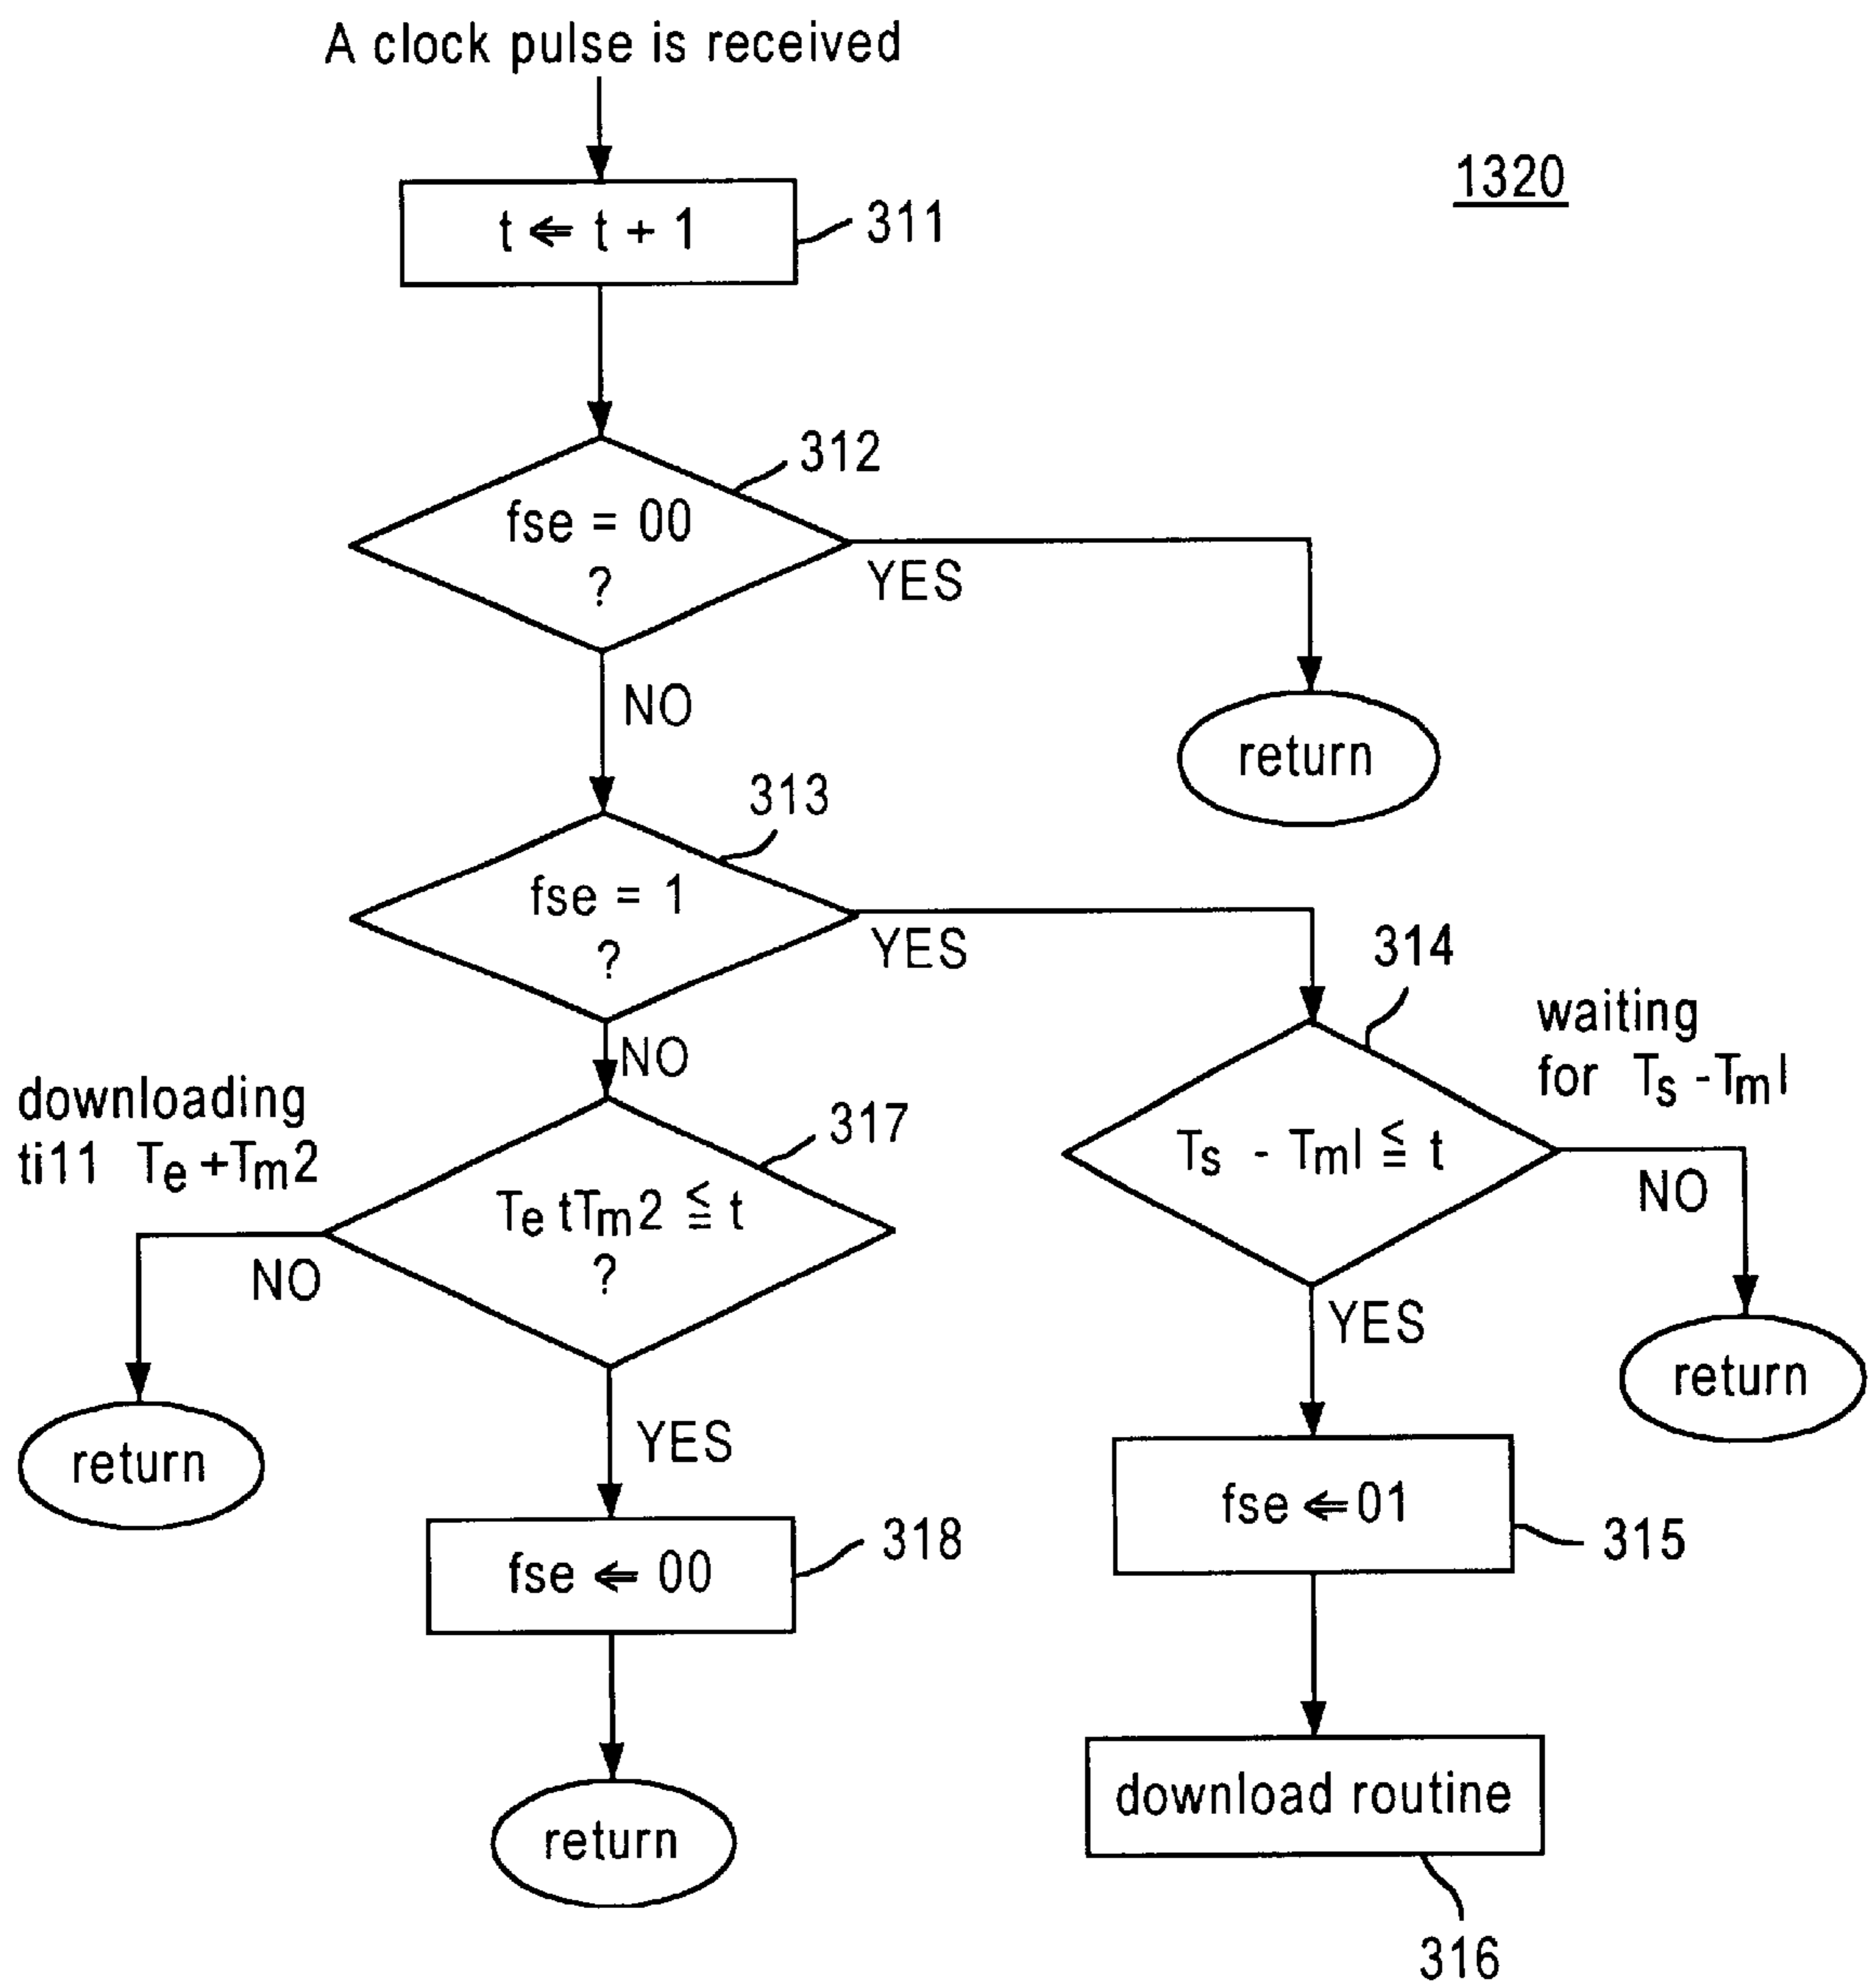 A clock pulse is received
1320
t ⇐ t + 1
311
312
fse = 00
?
YES
NO
return
313
fse = 1
?
YES
NO
314
waiting
for Ts -Tml
Ts - Tml ≦ t
NO
YES
return
downloading
ti11 Te +Tm2
317
Te tTm2 ≦ t
?
NO
YES
return
fse ⇐ 01
315
fse ⇐ 00
318
download routine
return
316